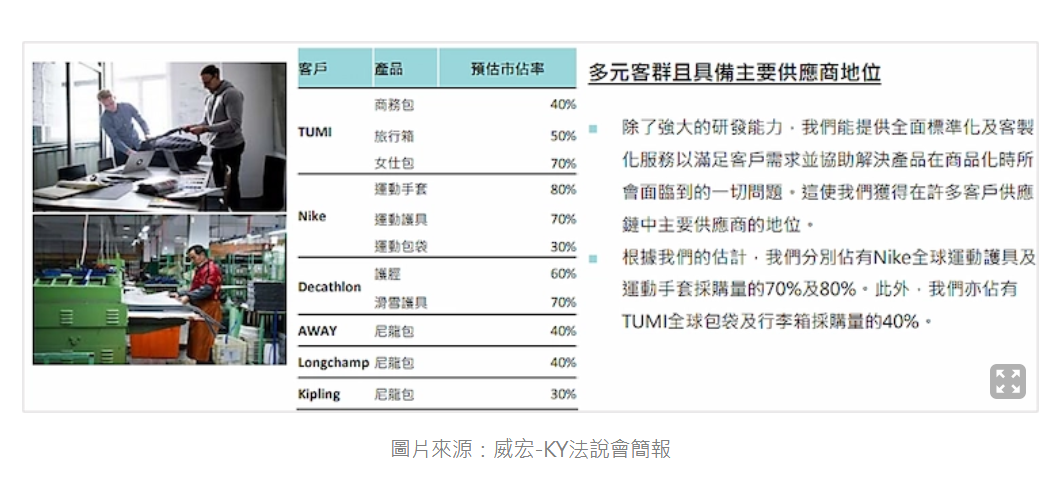 客戶 產品 預估市佔率
TUMI
商務包 40%
旅行箱 50%
女仕包 70%
Nike
運動手套 80%
運動護具 70%
運動包袋 30%
Decathlon
護脛 60%
滑雪護具 70%
AWAY 尼龍包 40%
Longchamp 尼龍包 40%
Kipling 尼龍包 30%
多元客群且具備主要供應商地位
除了強大的研發能力，我們能提供全面標準化及客製
化服務以滿足客戶需求並協助解決產品在商品化時所
會面臨到的一切問題。這使我們獲得在許多客戶供應
鏈中主要供應商的地位。
根據我們的估計，我們分別佔有Nike全球運動護具及
運動手套採購量的70%及80%。此外，我們亦佔有
TUMI全球包袋及行李箱採購量的40%。
圖片來源：威宏-KY法說會簡報